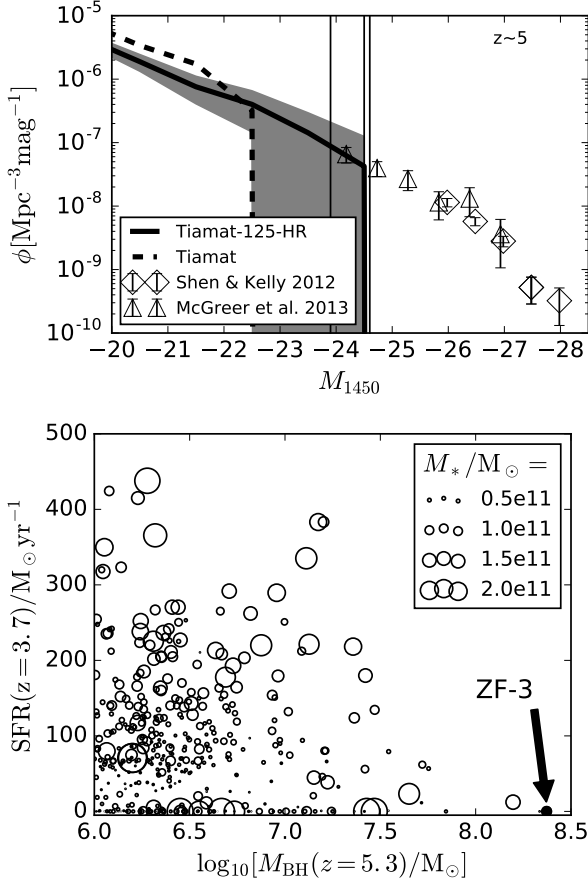 10⁻⁵
10⁻⁶
10⁻⁷
10⁻⁸
10⁻⁹
10⁻¹⁰
ϕ[Mpc⁻³mag⁻¹]
z~5
Tiamat-125-HR
Tiamat
Shen & Kelly 2012
McGreer et al. 2013
−20 −21 −22 −23 −24 −25 −26 −27 −28
M₁₄₅₀
500
400
300
200
100
0
SFR(z=3.7)/M⊙yr⁻¹
M*/M⊙=
0.5e11
1.0e11
1.5e11
2.0e11
ZF-3
6.0 6.5 7.0 7.5 8.0 8.5
log₁₀[M_BH(z=5.3)/M⊙]